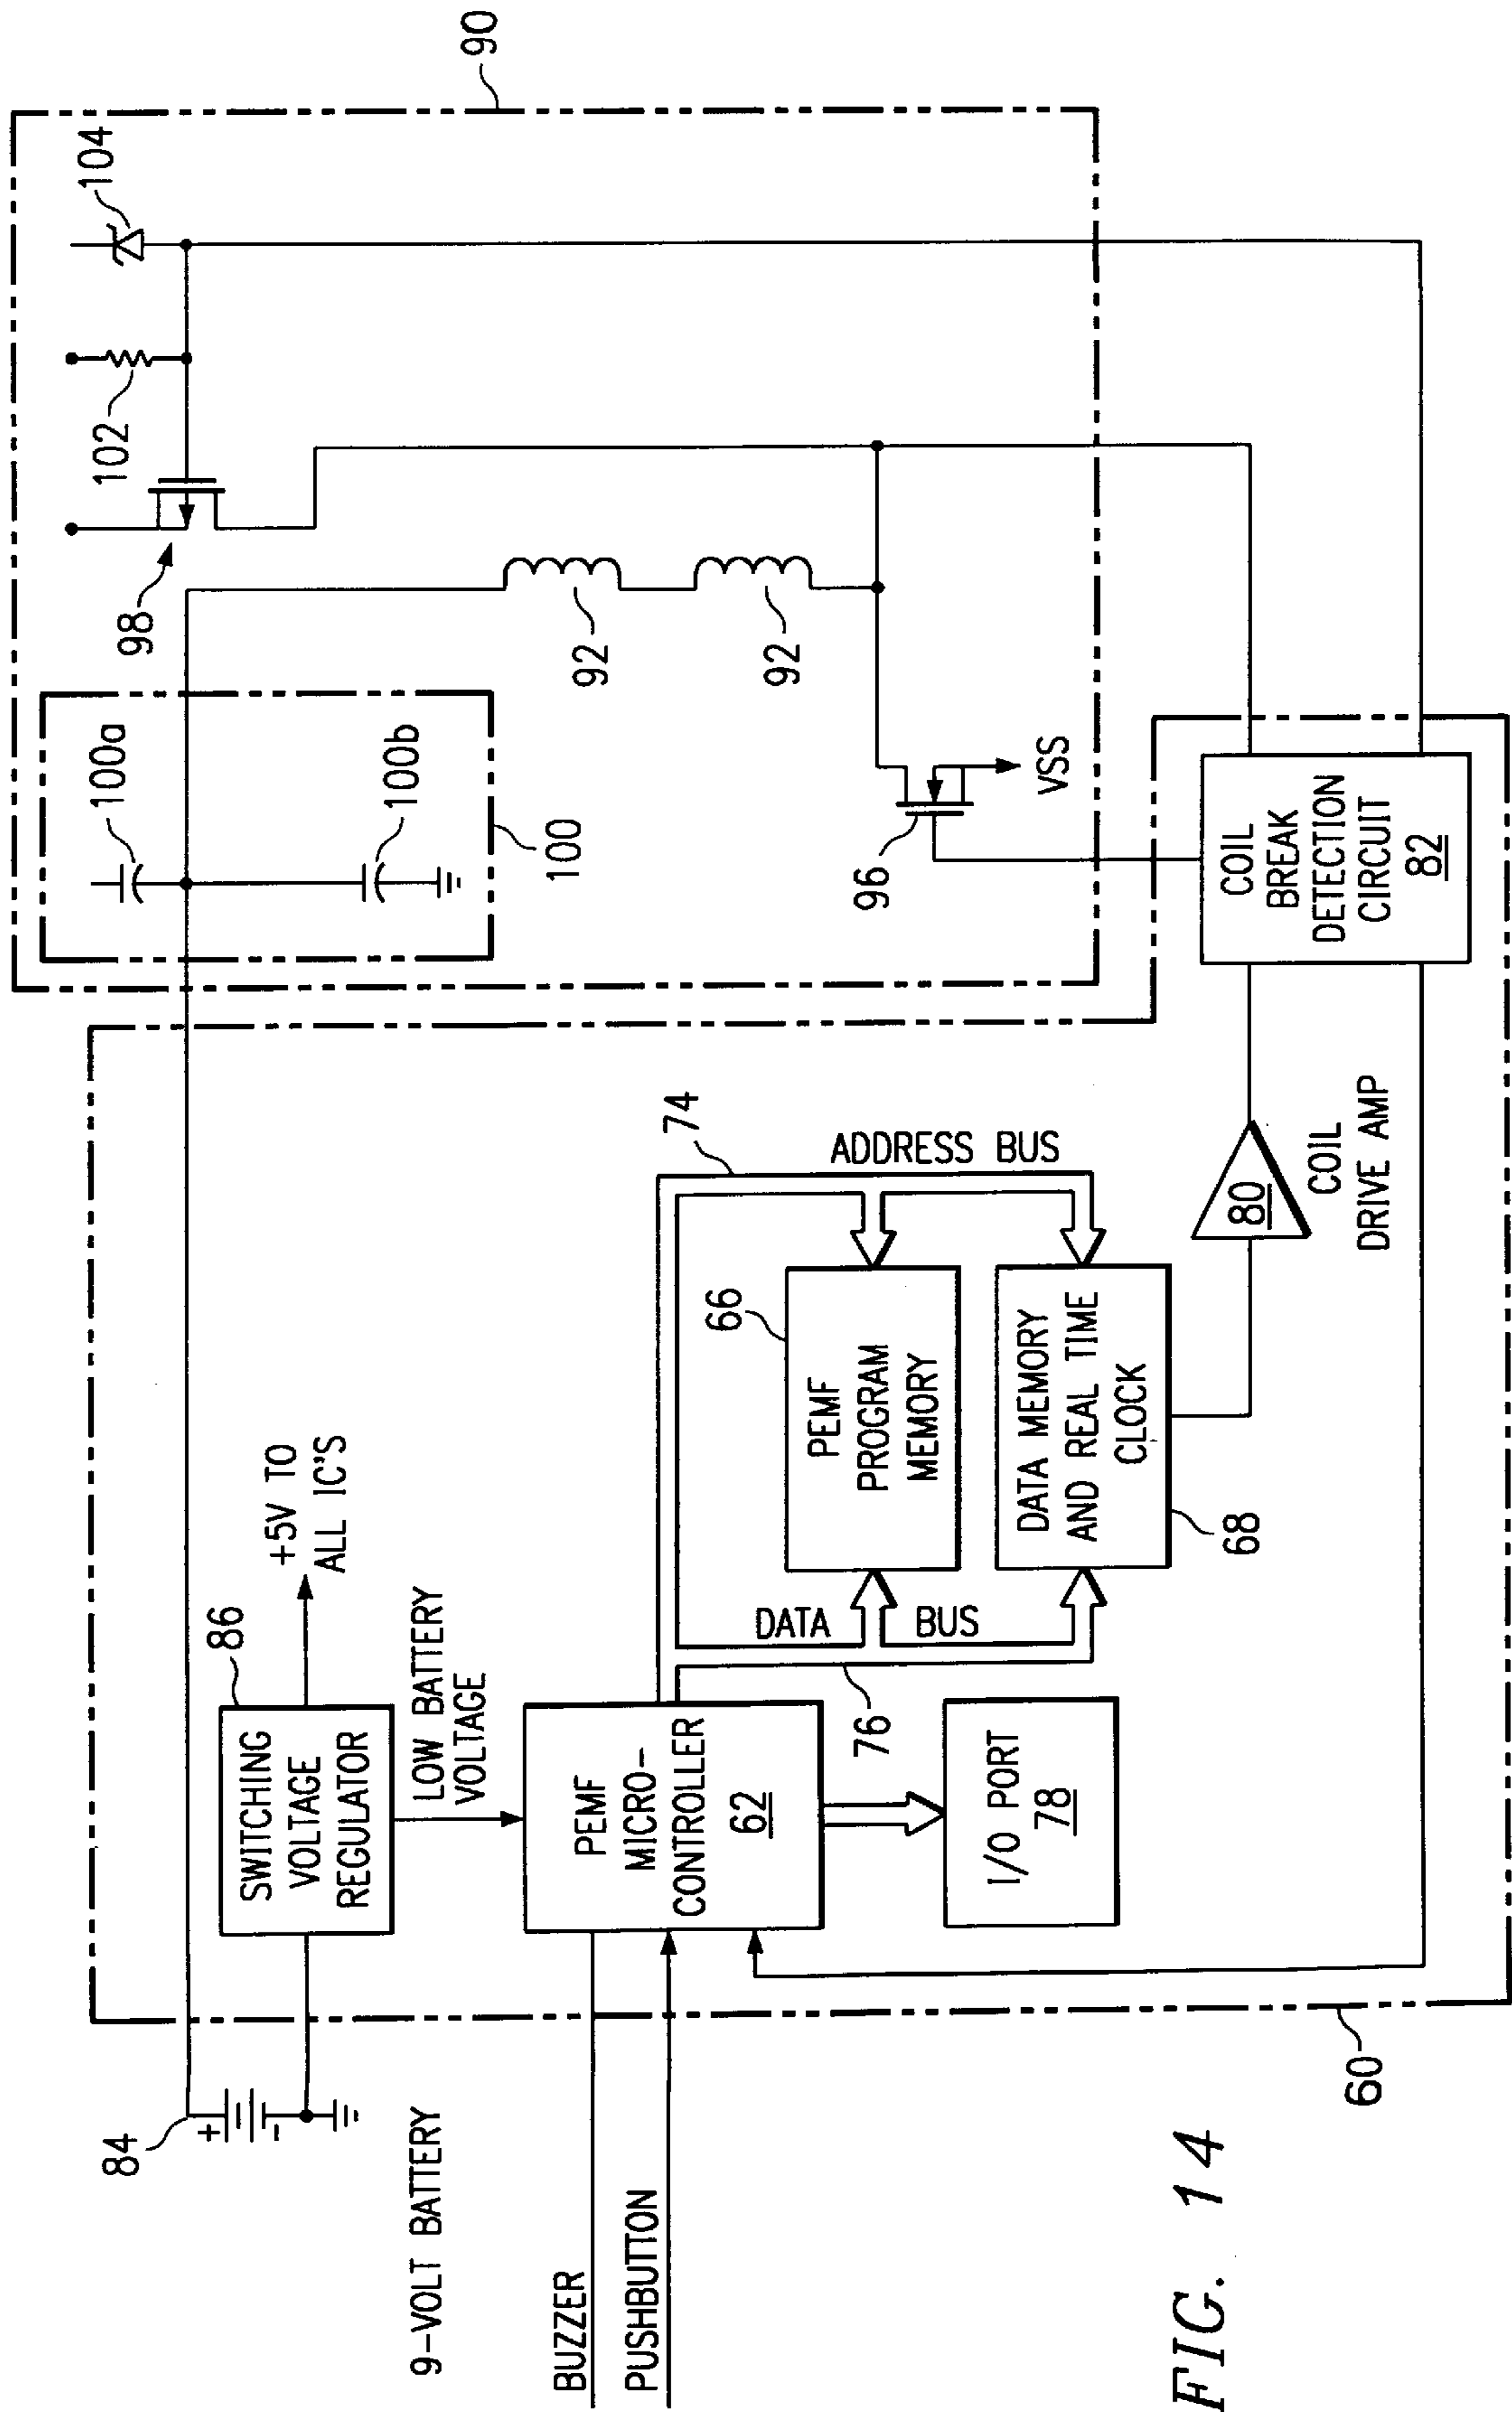 90
104
102
98
100a
100b
100
92
92
96
VSS
84
+
-
9-VOLT BATTERY
86
SWITCHING
VOLTAGE
REGULATOR
+5V TO
ALL IC'S
LOW BATTERY
VOLTAGE
BUZZER
PUSHBUTTON
PEMF
MICRO-
CONTROLLER
62
74
ADDRESS BUS
66
PEMF
PROGRAM
MEMORY
DATA BUS
76
DATA MEMORY
AND REAL TIME
CLOCK
68
I/O PORT
78
80
COIL
DRIVE AMP
COIL
BREAK
DETECTION
CIRCUIT
82
60
FIG. 14